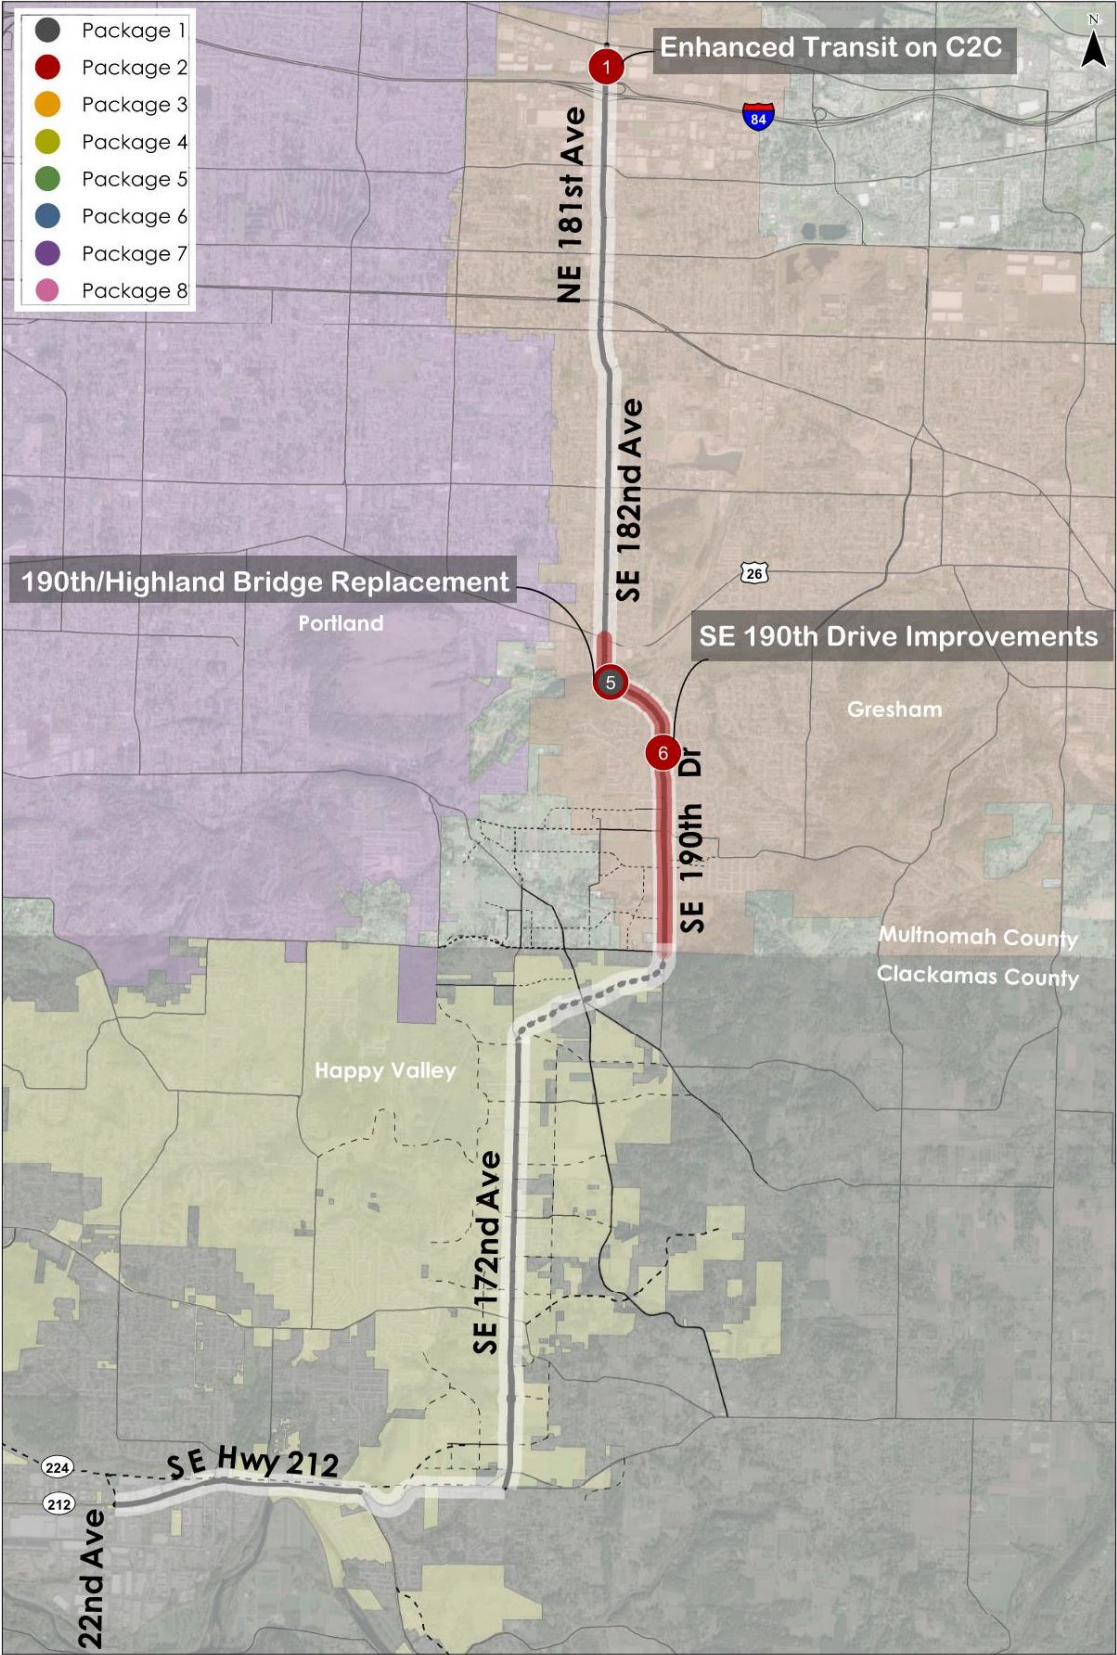 Package 1
Package 2
Package 3
Package 4
Package 5
Package 6
Package 7
Package 8
N
1
Enhanced Transit on C2C
84
NE 181st Ave
SE 182nd Ave
190th/Highland Bridge Replacement
26
Portland
SE 190th Drive Improvements
5
Gresham
6
SE 190th Dr
Multnomah County
Clackamas County
Happy Valley
SE 172nd Ave
SE Hwy 212
224
212
22nd Ave